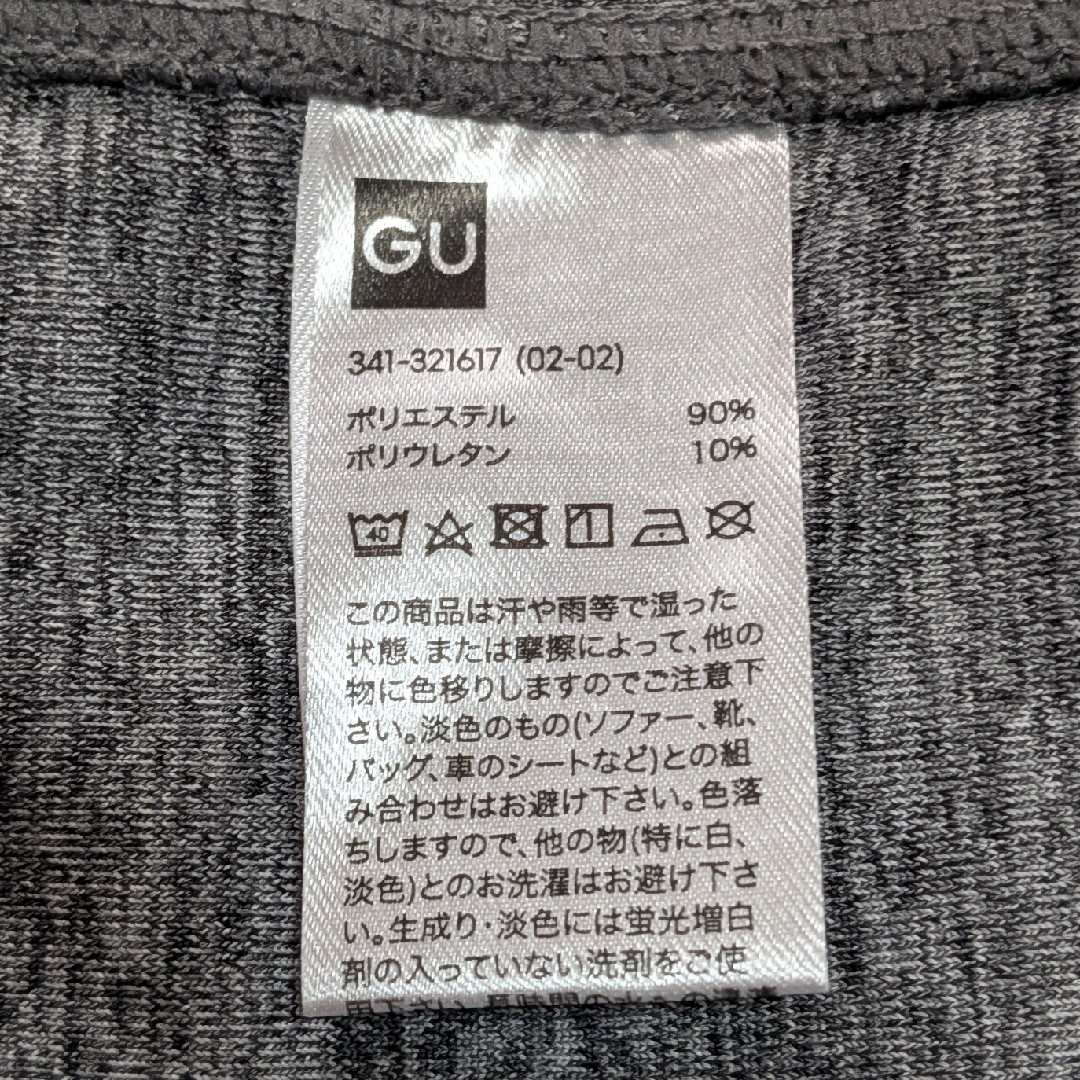 GU
341-321617 (02-02)
ポリエステル 90%
ポリウレタン 10%
40
この商品は汗や雨等で湿った
状態、または摩擦によって、他の
物に色移りしますのでご注意下
さい。淡色のもの(ソファー、靴、
バッグ、車のシートなど)との組
み合わせはお避け下さい。色落
ちしますので、他の物(特に白、
淡色)とのお洗濯はお避け下さ
い。生成り・淡色には蛍光増白
剤の入っていない洗剤をご使